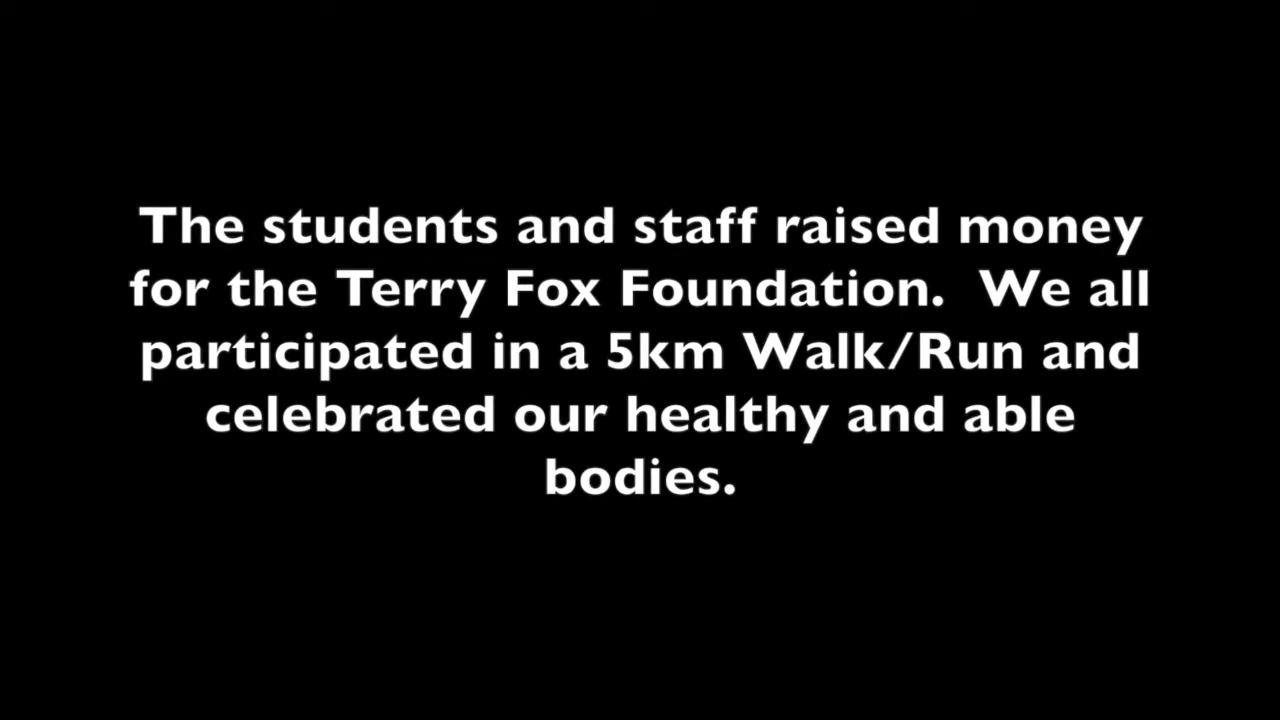 The students and staff raised money
for the Terry Fox Foundation.  We all
participated in a 5km Walk/Run and
celebrated our healthy and able
bodies.